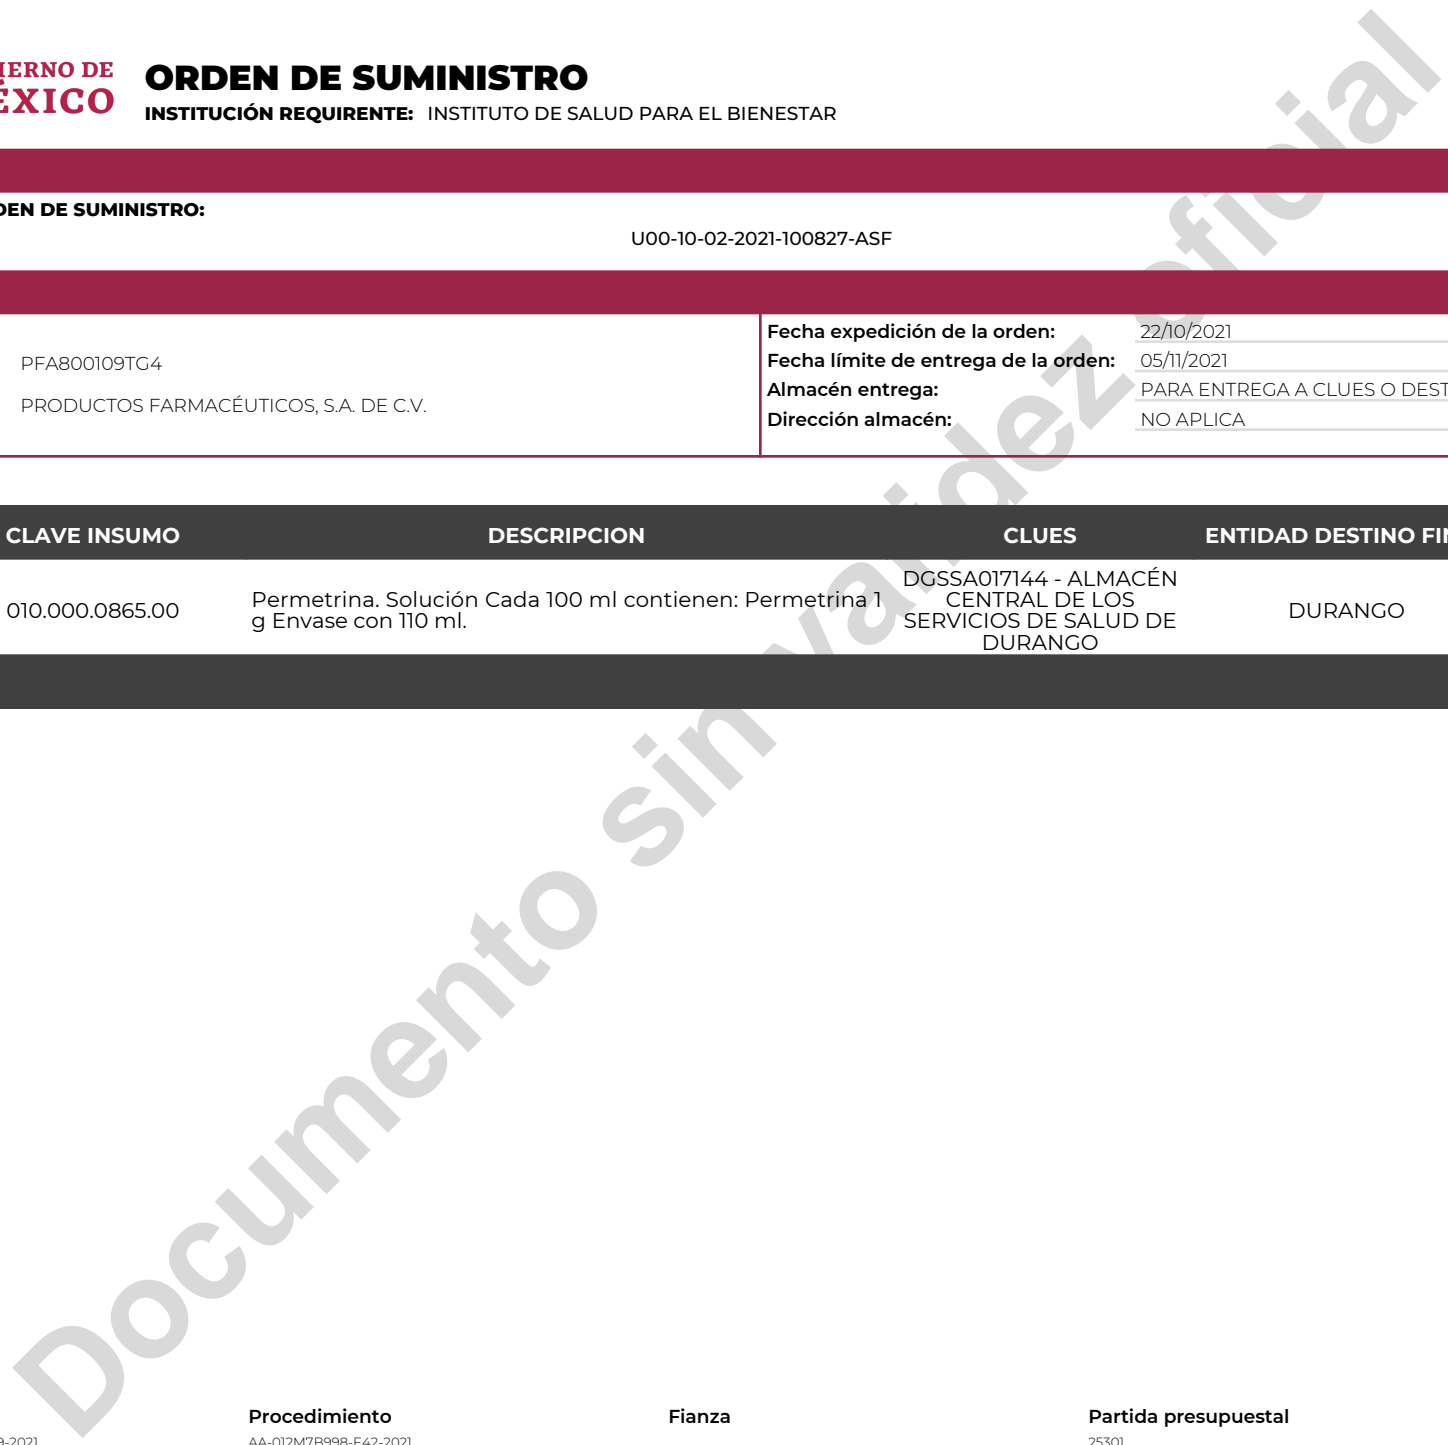 IERNO DE
ÉXICO
ORDEN DE SUMINISTRO
INSTITUCIÓN REQUIRENTE: INSTITUTO DE SALUD PARA EL BIENESTAR
DEN DE SUMINISTRO:
U00-10-02-2021-100827-ASF
PFA800109TG4
PRODUCTOS FARMACÉUTICOS, S.A. DE C.V.
Fecha expedición de la orden: 22/10/2021
Fecha límite de entrega de la orden: 05/11/2021
Almacén entrega: PARA ENTREGA A CLUES O DEST
Dirección almacén: NO APLICA
CLAVE INSUMO DESCRIPCION CLUES ENTIDAD DESTINO FIN
010.000.0865.00
Permetrina. Solución Cada 100 ml contienen: Permetrina 1
g Envase con 110 ml.
DGSSA017144 - ALMACÉN
CENTRAL DE LOS
SERVICIOS DE SALUD DE
DURANGO
DURANGO
Documento sin validez oficial
Procedimiento Fianza Partida presupuestal
9-2021 AA-012M7B998-E42-2021 25301